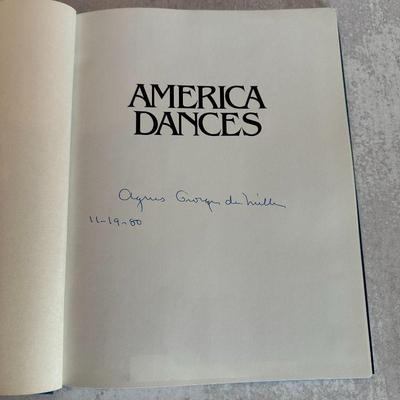 AMERICA
DANCES
Agnes George de Mille
11-19-80